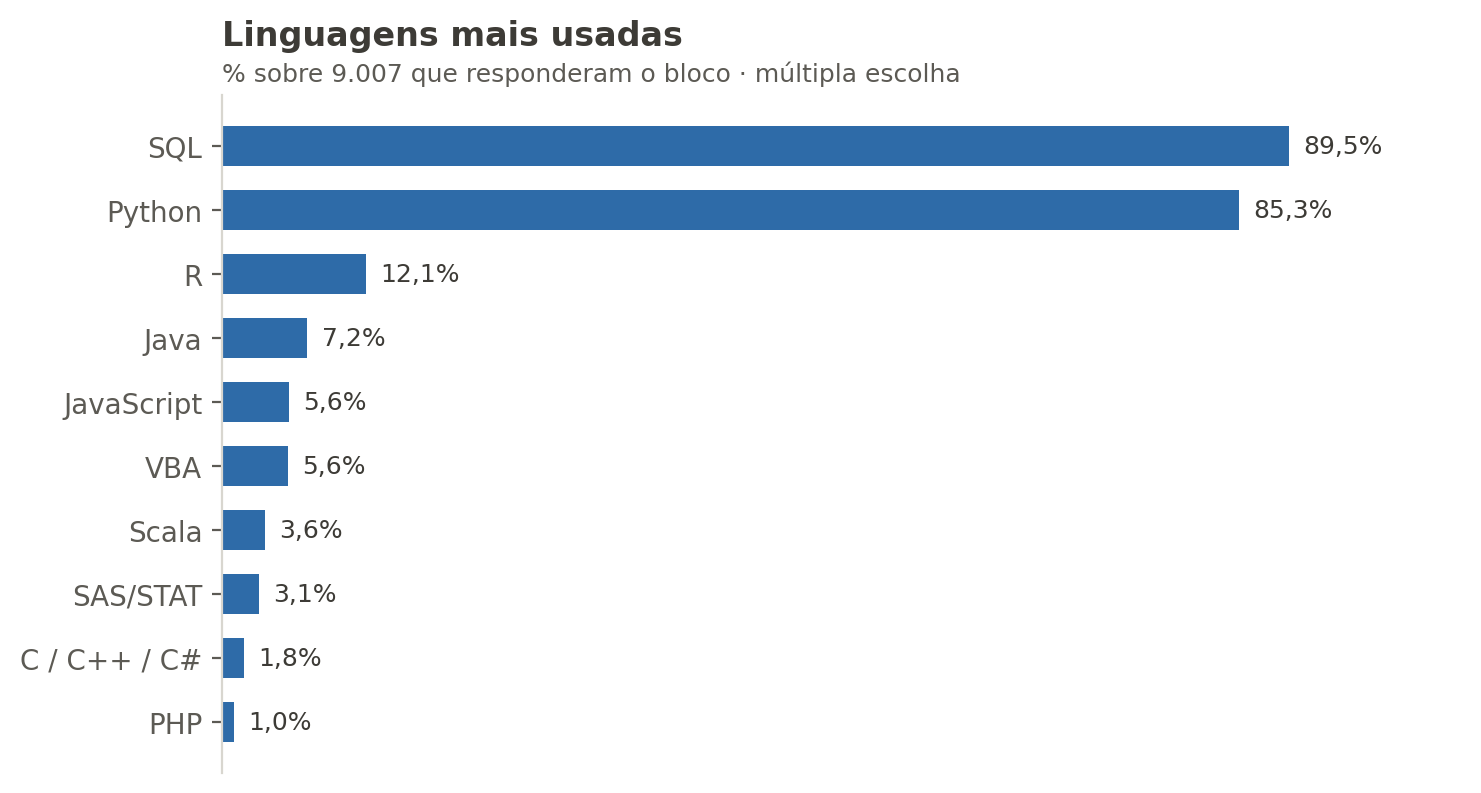 Linguagens mais usadas
% sobre 9.007 que responderam o bloco · múltipla escolha
SQL 89,5%
Python 85,3%
R 12,1%
Java 7,2%
JavaScript 5,6%
VBA 5,6%
Scala 3,6%
SAS/STAT 3,1%
C / C++ / C# 1,8%
PHP 1,0%